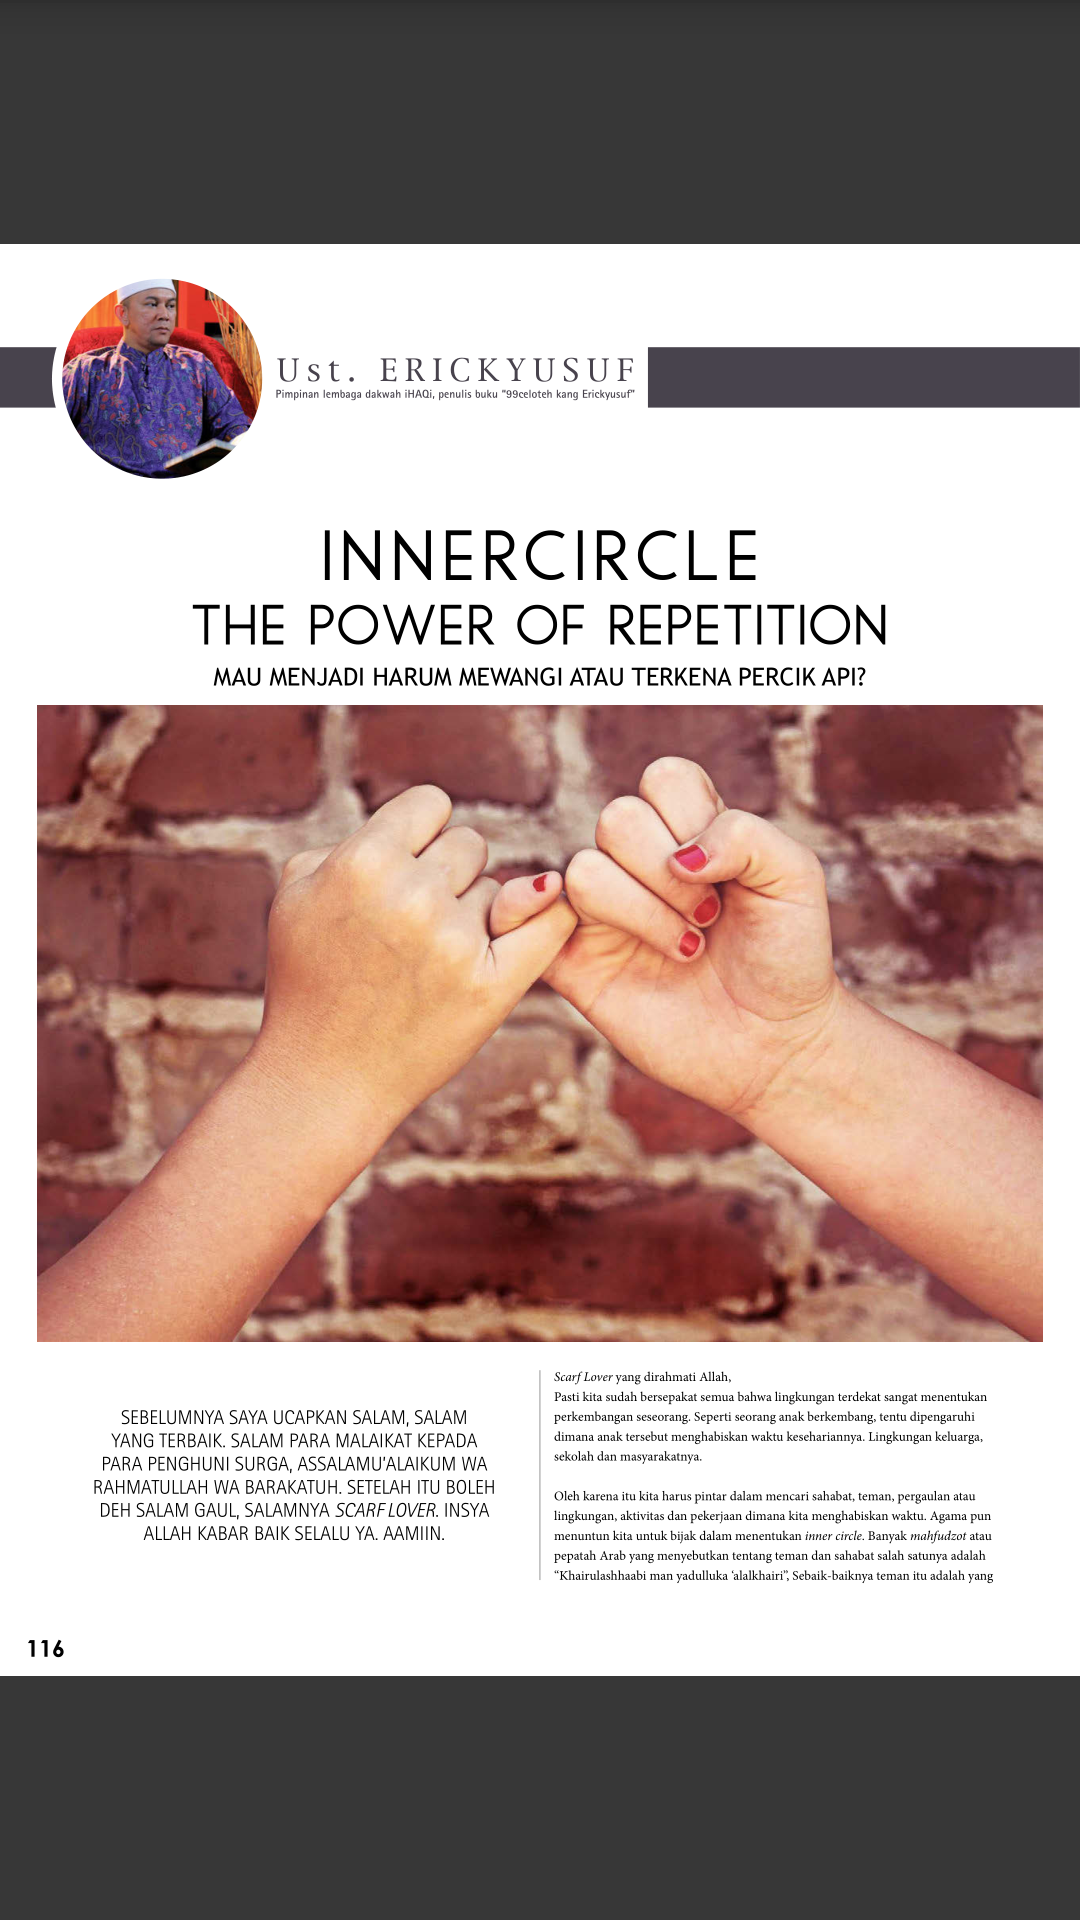 Ust. ERICKYUSUF
Pimpinan lembaga dakwah iHAQi, penulis buku "99celoteh kang Erickyusuf"
INNERCIRCLE
THE POWER OF REPETITION
MAU MENJADI HARUM MEWANGI ATAU TERKENA PERCIK API?
SEBELUMNYA SAYA UCAPKAN SALAM, SALAM
YANG TERBAIK. SALAM PARA MALAIKAT KEPADA
PARA PENGHUNI SURGA, ASSALAMU'ALAIKUM WA
RAHMATULLAH WA BARAKATUH. SETELAH ITU BOLEH
DEH SALAM GAUL, SALAMNYA SCARF LOVER. INSYA
ALLAH KABAR BAIK SELALU YA. AAMIIN.
Scarf Lover yang dirahmati Allah,
Pasti kita sudah bersepakat semua bahwa lingkungan terdekat sangat menentukan
perkembangan seseorang. Seperti seorang anak berkembang, tentu dipengaruhi
dimana anak tersebut menghabiskan waktu kesehariannya. Lingkungan keluarga,
sekolah dan masyarakatnya.
Oleh karena itu kita harus pintar dalam mencari sahabat, teman, pergaulan atau
lingkungan, aktivitas dan pekerjaan dimana kita menghabiskan waktu. Agama pun
menuntun kita untuk bijak dalam menentukan inner circle. Banyak mahfudzot atau
pepatah Arab yang menyebutkan tentang teman dan sahabat salah satunya adalah
“Khairulashhaabi man yadulluka ‘alalkhairi”, Sebaik-baiknya teman itu adalah yang
116